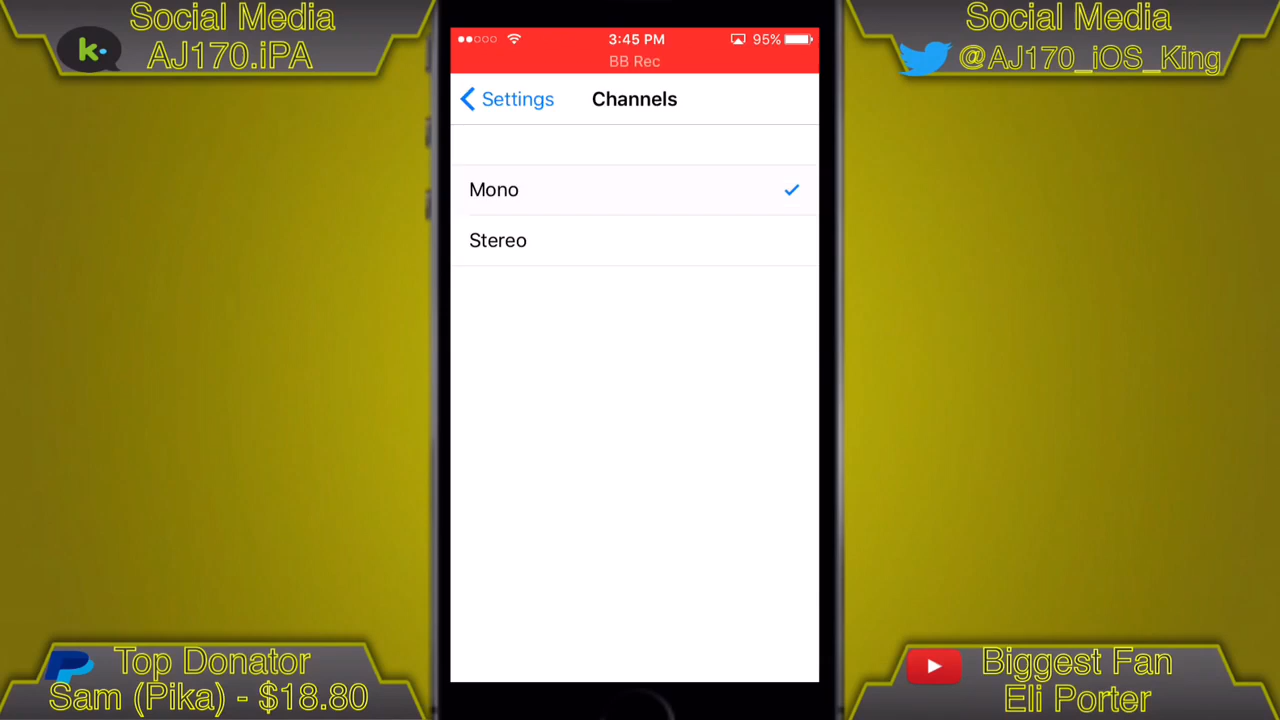 Social Media
AJ170.iPA
k.
Social Media
@AJ170_iOS_King
3:45 PM
95%
BB Rec
Settings
Channels
Mono
Stereo
Top Donator
Sam (Pika) - $18.80
Biggest Fan
Eli Porter